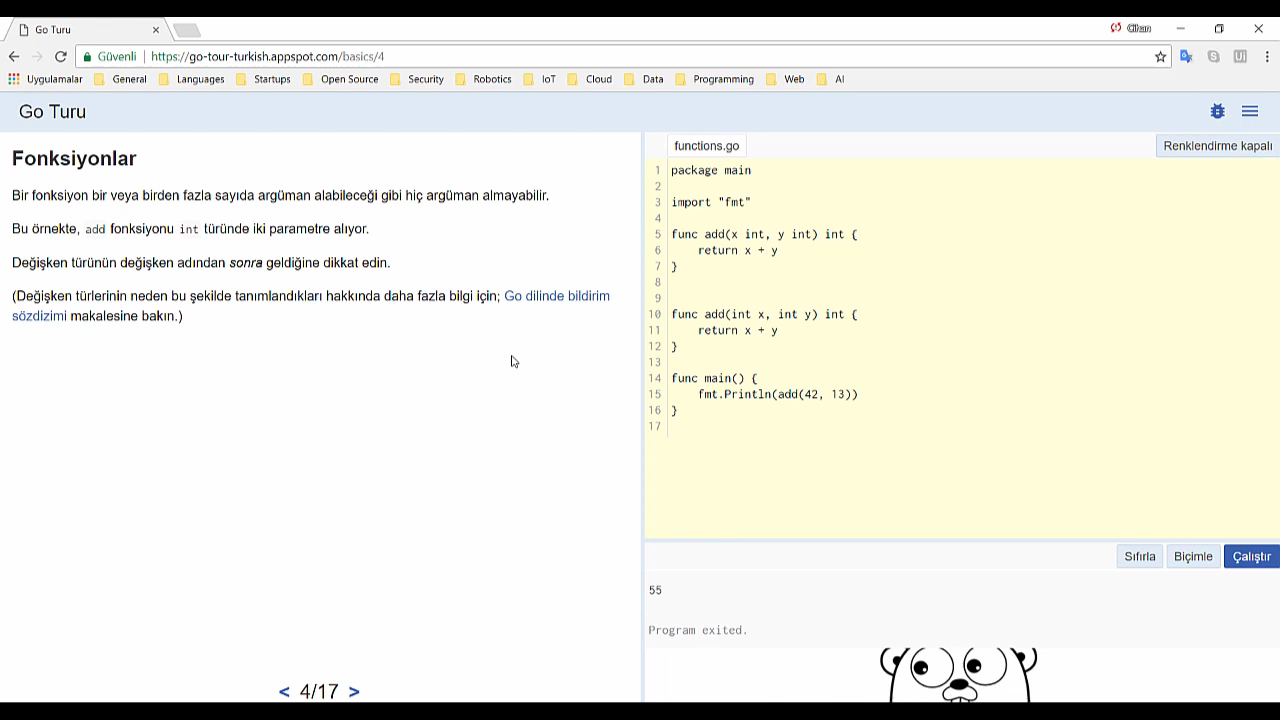 Go Turu
Cihan
Güvenli https://go-tour-turkish.appspot.com/basics/4
Uygulamalar General Languages Startups Open Source Security Robotics IoT Cloud Data Programming Web AI
Go Turu
Fonksiyonlar
Bir fonksiyon bir veya birden fazla sayıda argüman alabileceği gibi hiç argüman almayabilir.
Bu örnekte, add fonksiyonu int türünde iki parametre alıyor.
Değişken türünün değişken adından sonra geldiğine dikkat edin.
(Değişken türlerinin neden bu şekilde tanımlandıkları hakkında daha fazla bilgi için; Go dilinde bildirim
sözdizimi makalesine bakın.)
< 4/17 >
functions.go Renklendirme kapalı
1 package main
2
3 import "fmt"
4
5 func add(x int, y int) int {
6 return x + y
7 }
8
9
10 func add(int x, int y) int {
11 return x + y
12 }
13
14 func main() {
15 fmt.Println(add(42, 13))
16 }
17
Sıfırla Biçimle Çalıştır
55
Program exited.